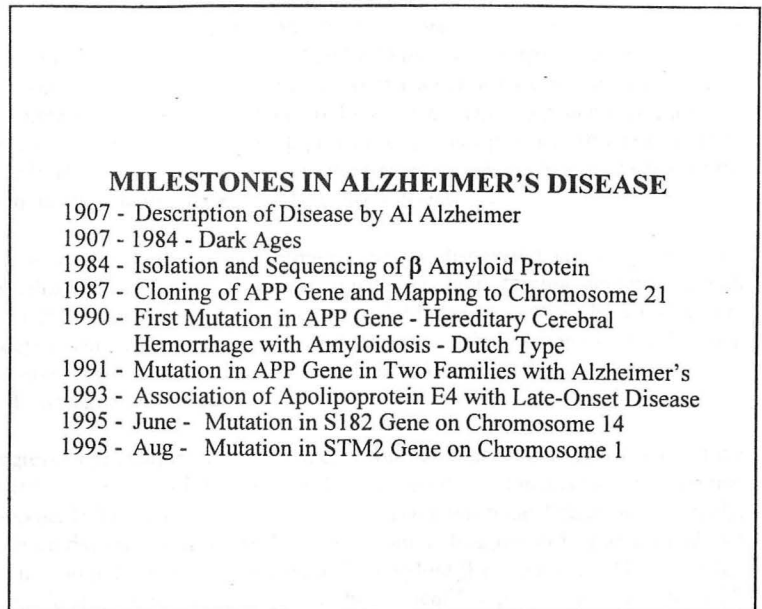 MILESTONES IN ALZHEIMER'S DISEASE
1907 - Description of Disease by Al Alzheimer
1907 - 1984 - Dark Ages
1984 - Isolation and Sequencing of β Amyloid Protein
1987 - Cloning of APP Gene and Mapping to Chromosome 21
1990 - First Mutation in APP Gene - Hereditary Cerebral
Hemorrhage with Amyloidosis - Dutch Type
1991 - Mutation in APP Gene in Two Families with Alzheimer's
1993 - Association of Apolipoprotein E4 with Late-Onset Disease
1995 - June - Mutation in S182 Gene on Chromosome 14
1995 - Aug - Mutation in STM2 Gene on Chromosome 1